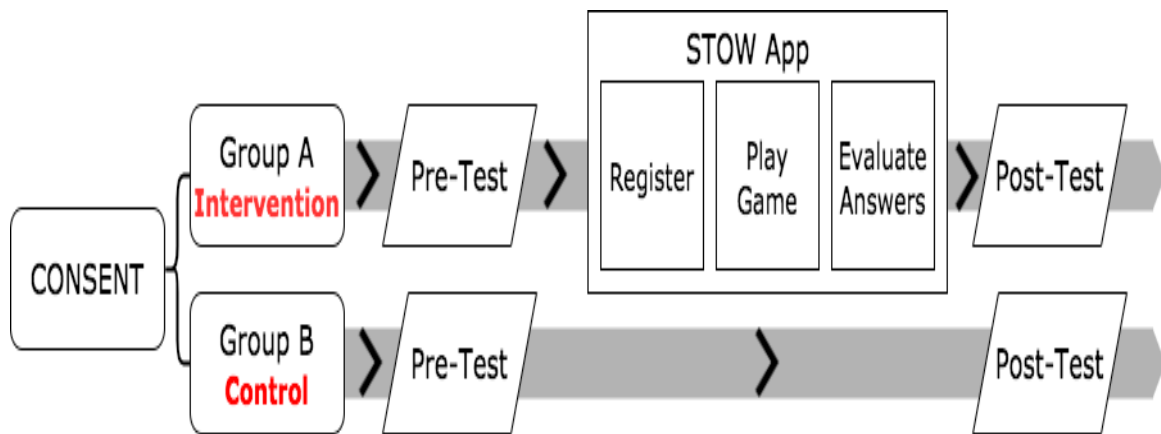 CONSENT
Group A
Intervention
Pre-Test
STOW App
Register
Play
Game
Evaluate
Answers
Post-Test
Group B
Control
Pre-Test
Post-Test